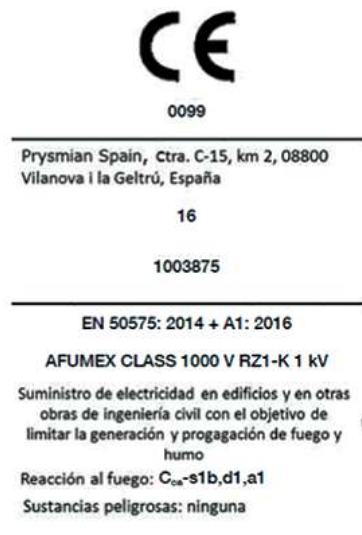 CE
0099
Prysmian Spain, Ctra. C-15, km 2, 08800
Vilanova i la Geltrú, España
16
1003875
EN 50575: 2014 + A1: 2016
AFUMEX CLASS 1000 V RZ1-K 1 kV
Suministro de electricidad en edificios y en otras
obras de ingeniería civil con el objetivo de
limitar la generación y progagación de fuego y
humo
Reacción al fuego: Cca-s1b,d1,a1
Sustancias peligrosas: ninguna